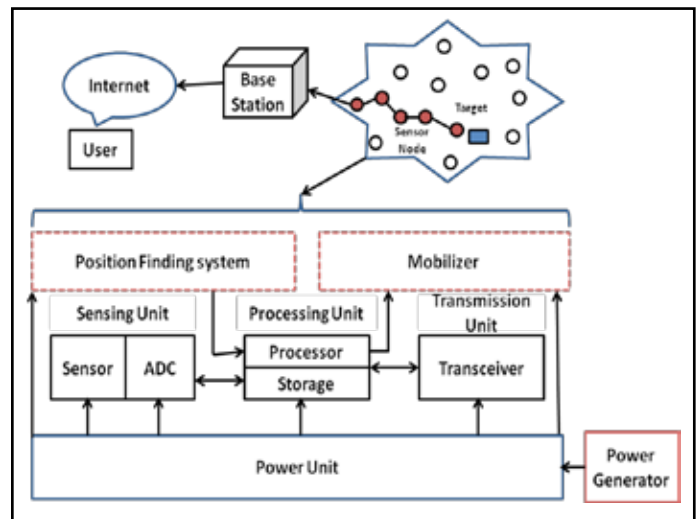 Internet
Base
Station
User
Target
Sensor
Node
Position Finding system
Mobilizer
Sensing Unit
Processing Unit
Transmission
Unit
Sensor
ADC
Processor
Storage
Transceiver
Power Unit
Power
Generator